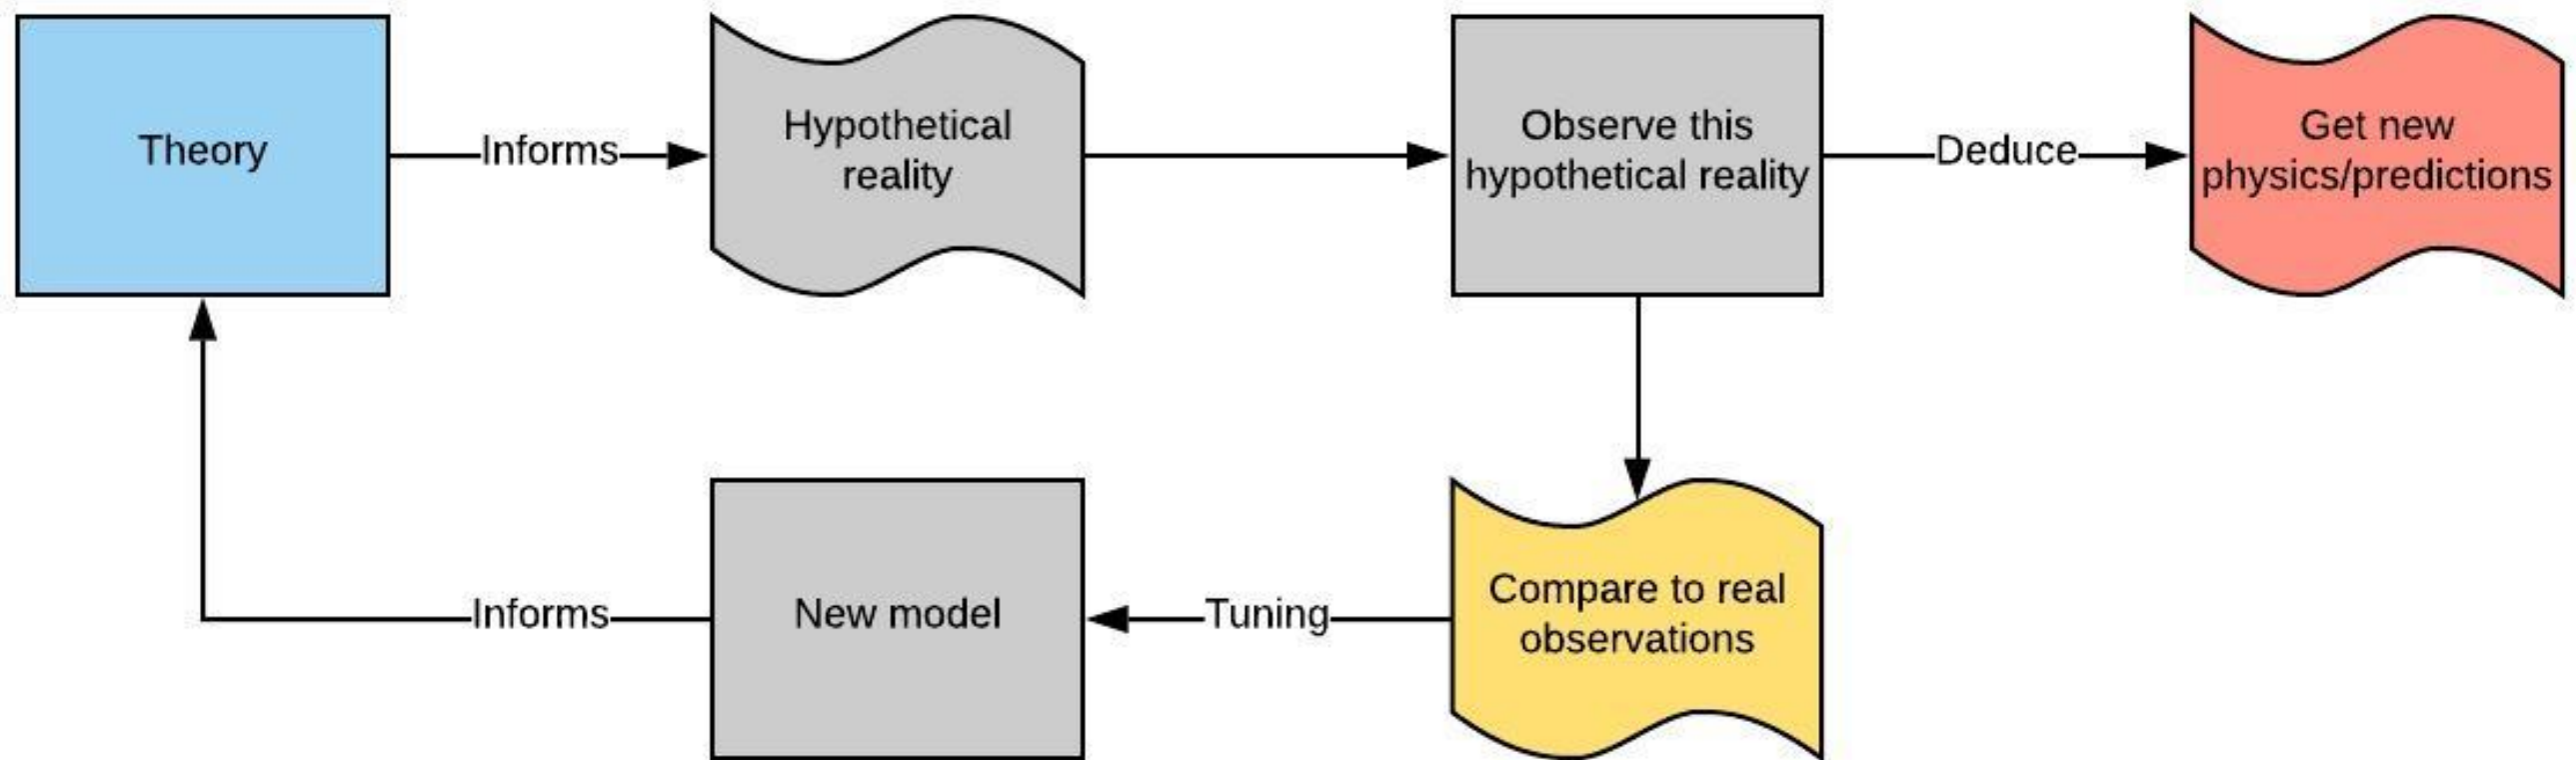 Theory
Informs
Hypothetical
reality
Observe this
hypothetical reality
Deduce
Get new
physics/predictions
Informs
New model
Tuning
Compare to real
observations